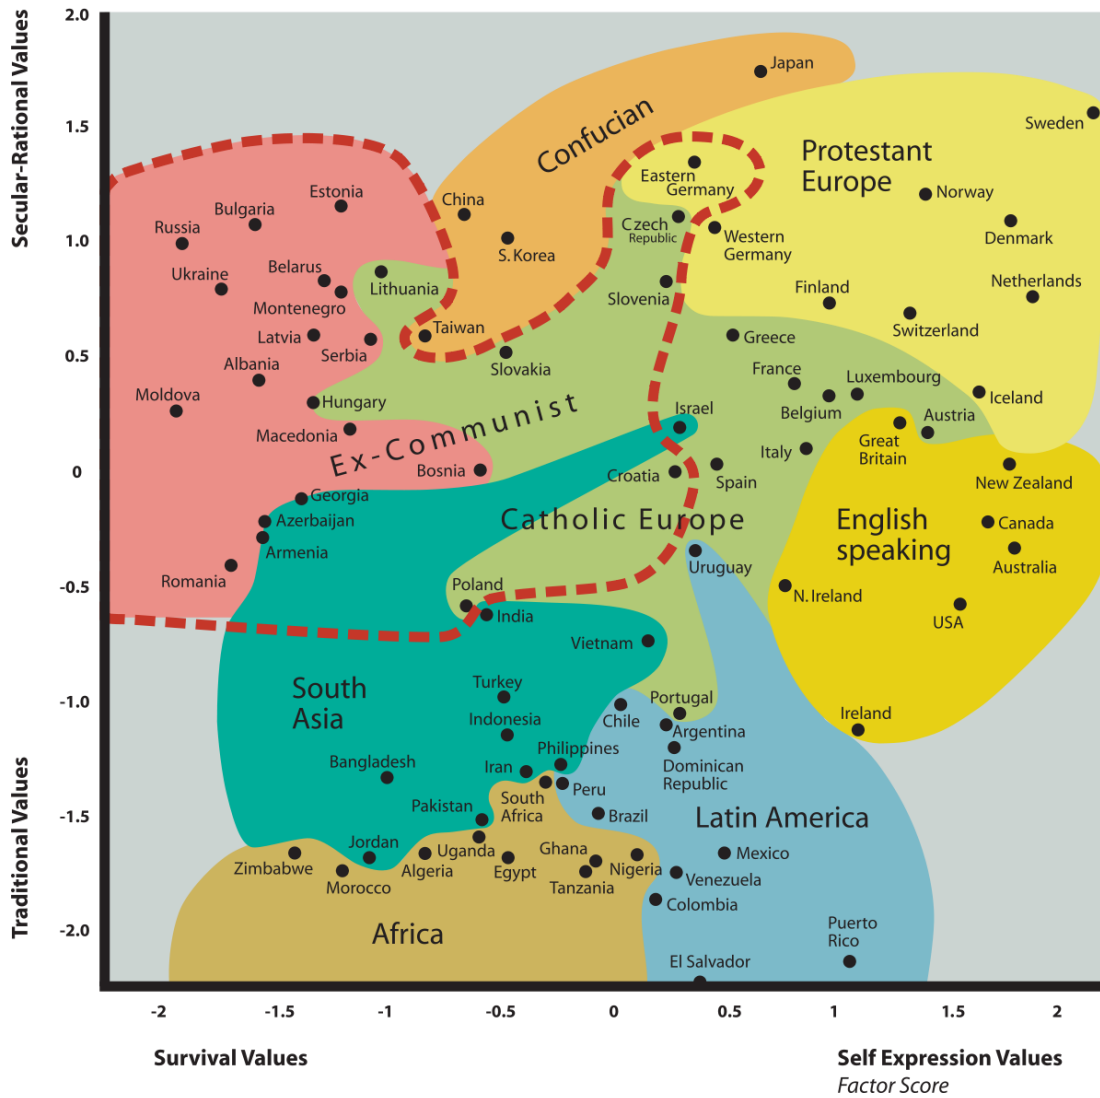 Secular-Rational Values
Traditional Values
2.0
1.5
1.0
0.5
0
-0.5
-1.0
-1.5
-2.0
Japan
Confucian
Sweden
Protestant
Europe
Eastern
Germany
Norway
Estonia
China
Bulgaria
Russia
Czech
Republic
Western
Germany
Denmark
S. Korea
Ukraine
Belarus
Lithuania
Slovenia
Finland
Netherlands
Montenegro
Switzerland
Latvia
Serbia
Taiwan
Greece
Albania
Slovakia
France
Luxembourg
Moldova
Hungary
Belgium
Iceland
Macedonia
Ex-Communist
Israel
Austria
Great
Britain
Italy
Bosnia
Croatia
Spain
New Zealand
Georgia
Azerbaijan
Armenia
Catholic Europe
English
speaking
Canada
Australia
Romania
Uruguay
Poland
India
N. Ireland
USA
Vietnam
South
Asia
Turkey
Portugal
Indonesia
Chile
Argentina
Ireland
Bangladesh
Iran
Philippines
Dominican
Republic
Pakistan
South
Africa
Peru
Brazil
Latin America
Uganda
Jordan
Zimbabwe
Morocco
Algeria
Egypt
Ghana
Tanzania
Nigeria
Mexico
Venezuela
Colombia
Africa
Puerto
Rico
El Salvador
-2
-1.5
-1
-0.5
0
0.5
1
1.5
2
Survival Values
Self Expression Values
Factor Score